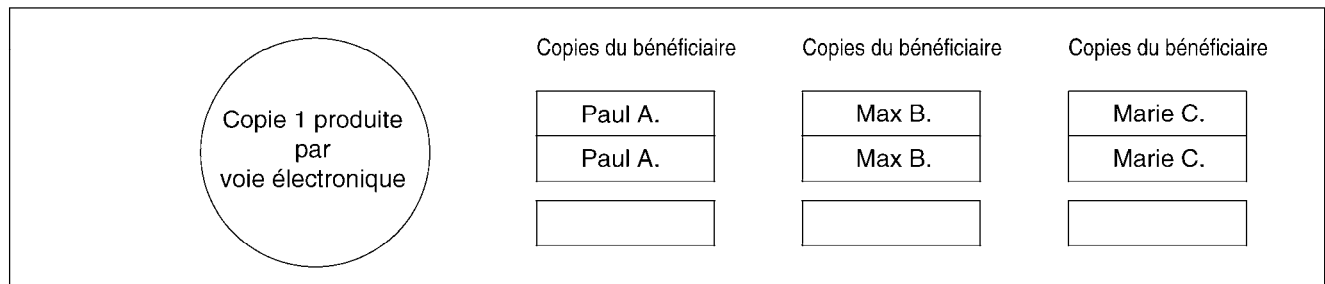 Copie 1 produite
par
voie électronique
Copies du bénéficiaire
Paul A.
Paul A.
Copies du bénéficiaire
Max B.
Max B.
Copies du bénéficiaire
Marie C.
Marie C.